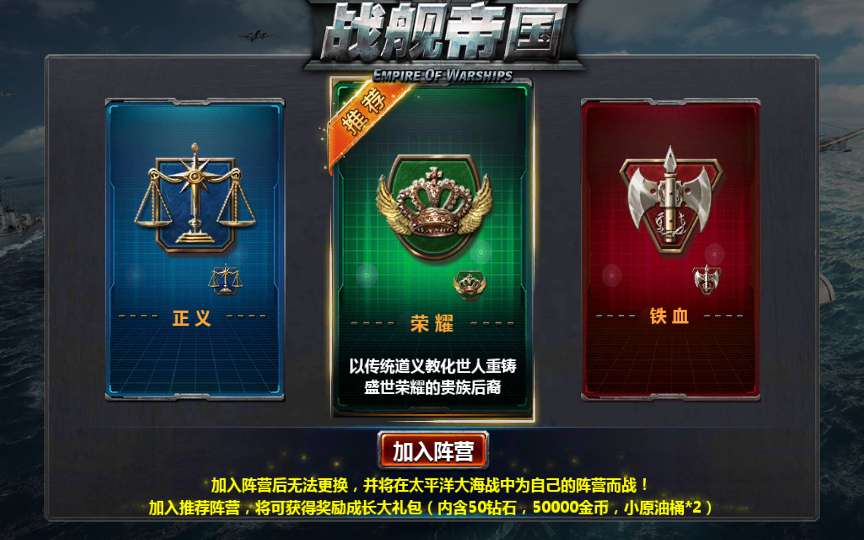 战舰帝国
EMPIRE OF WARSHIPS
推荐
正义
荣耀
铁血
以传统道义教化世人重铸
盛世荣耀的贵族后裔
加入阵营
加入阵营后无法更换，并将在太平洋大海战中为自己的阵营而战！
加入推荐阵营，将可获得奖励成长大礼包（内含50钻石，50000金币，小原油桶*2）